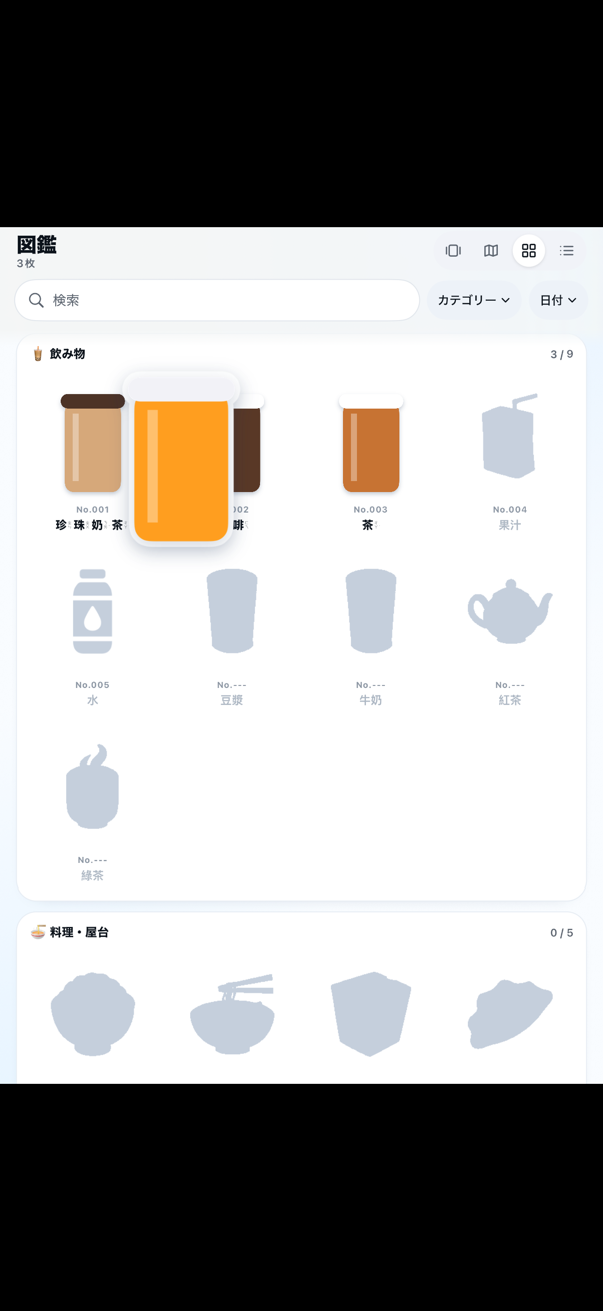 図鑑
3枚
検索
カテゴリー
日付
飲み物
3 / 9
No.001
002
No.003
No.004
珍珠奶茶
啡
茶
果汁
No.005
No.---
No.---
No.---
水
豆漿
牛奶
紅茶
No.---
綠茶
料理・屋台
0 / 5